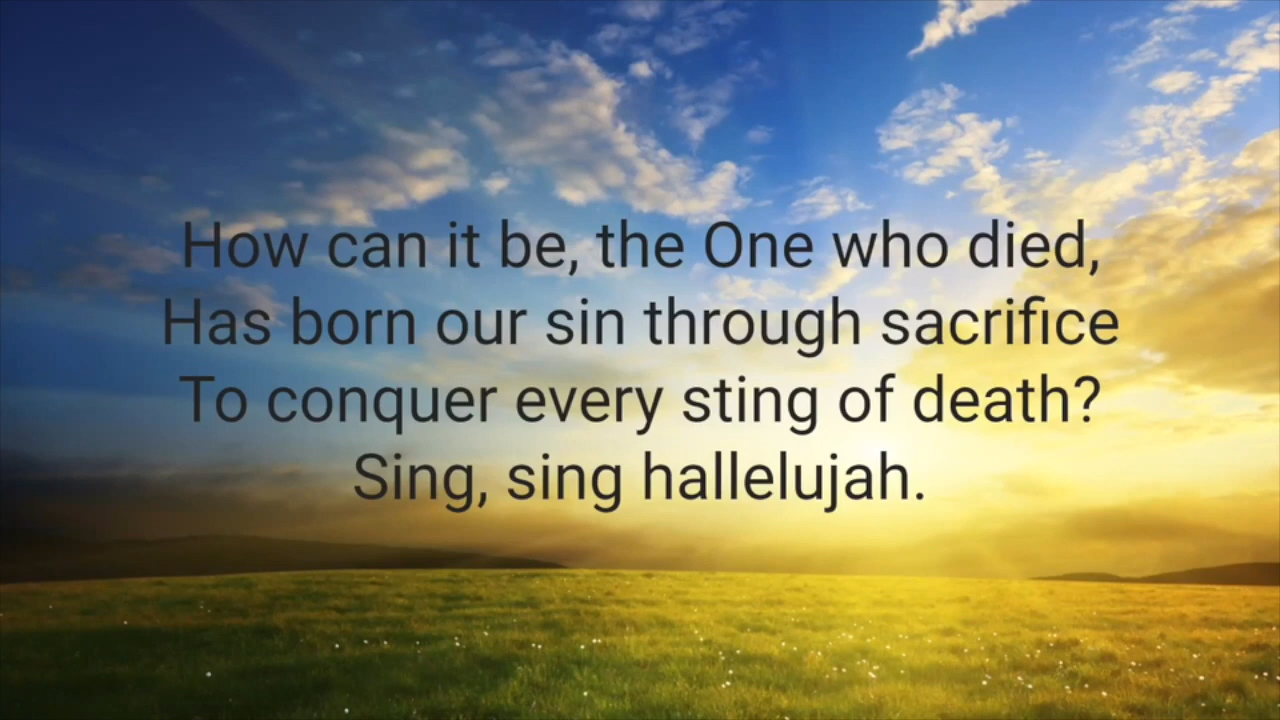 How can it be, the One who died,
Has born our sin through sacrifice
To conquer every sting of death?
Sing, sing hallelujah.